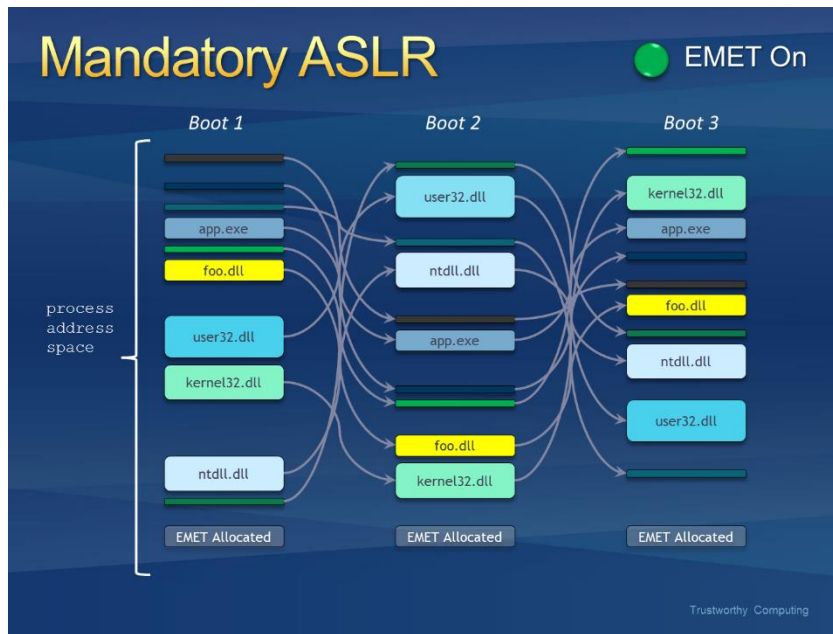 Mandatory ASLR
EMET On
Boot 1
Boot 2
Boot 3
process
address
space
app.exe
foo.dll
user32.dll
kernel32.dll
ntdll.dll
EMET Allocated
user32.dll
ntdll.dll
app.exe
foo.dll
kernel32.dll
EMET Allocated
kernel32.dll
app.exe
foo.dll
ntdll.dll
user32.dll
EMET Allocated
Trustworthy Computing